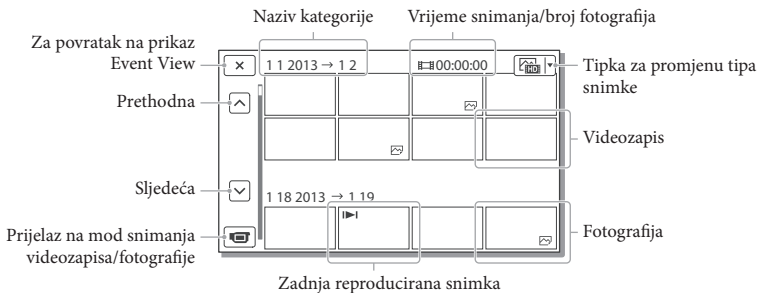 Naziv kategorije
Vrijeme snimanja/broj fotografija
Za povratak na prikaz
Event View
1 1 2013 → 1 2
00:00:00
HD
Tipka za promjenu tipa
snimke
Prethodna
Videozapis
Sljedeća
1 18 2013 → 1 19
Prijelaz na mod snimanja
videozapisa/fotografije
Fotografija
Zadnja reproducirana snimka